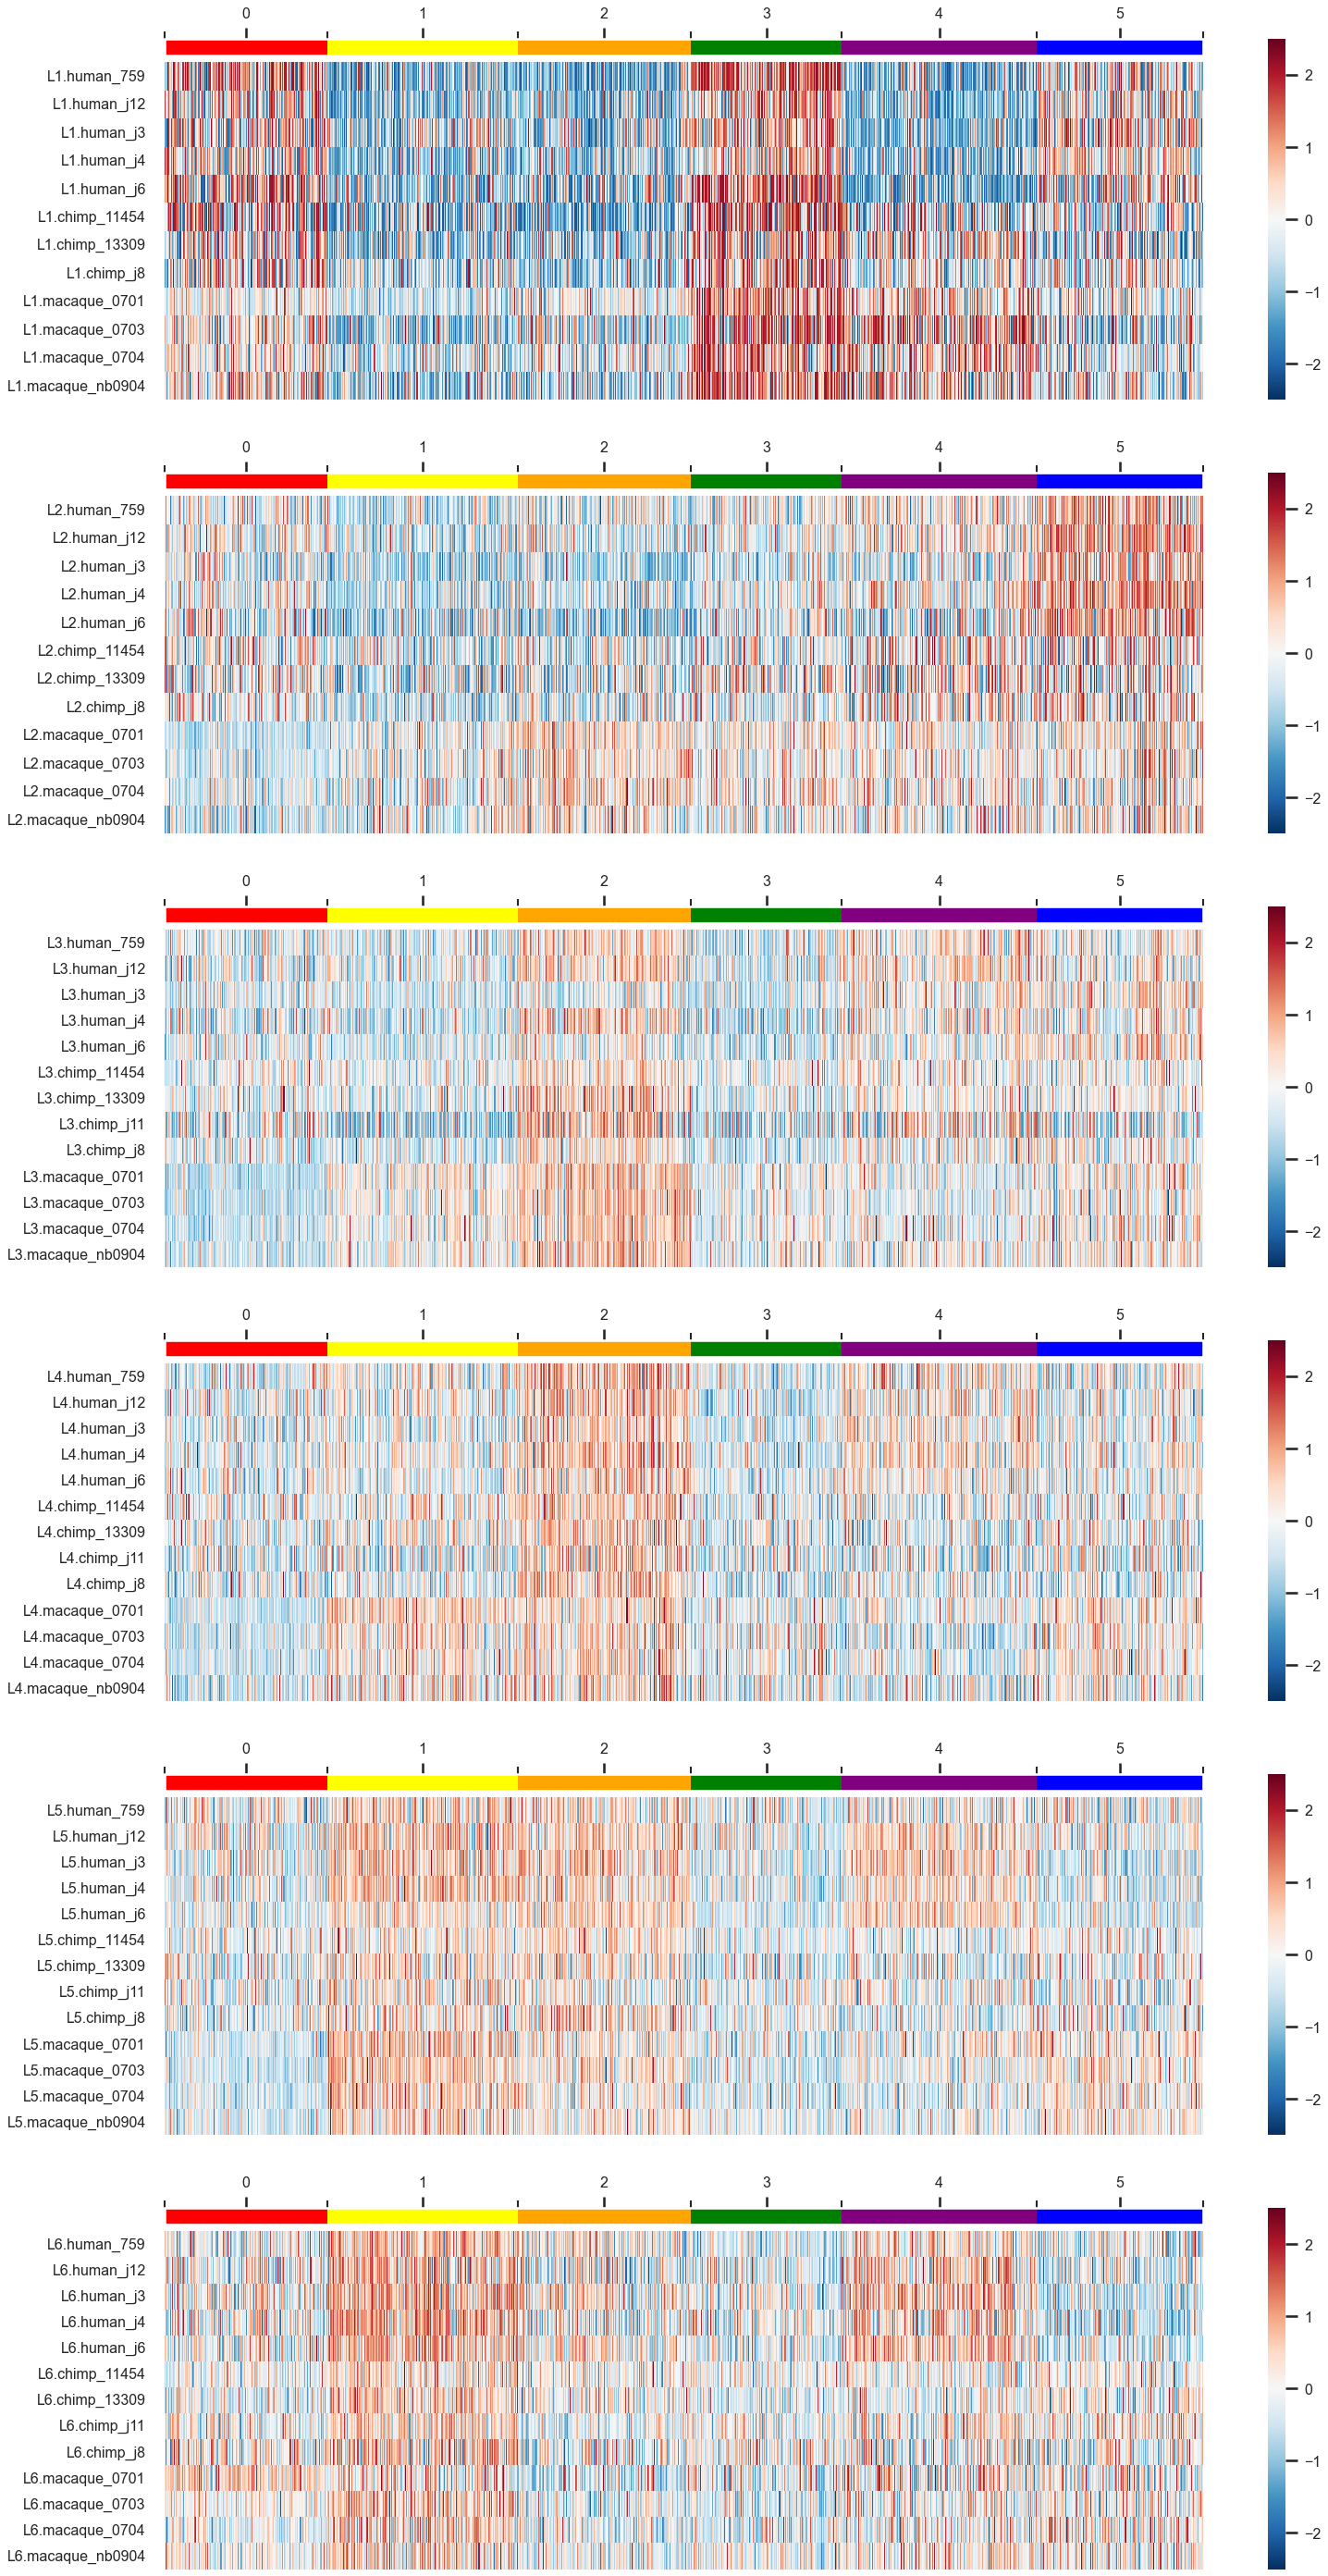 0 1 2 3 4 5
L1.human_759
L1.human_j12
L1.human_j3
L1.human_j4
L1.human_j6
L1.chimp_11454
L1.chimp_13309
L1.chimp_j8
L1.macaque_0701
L1.macaque_0703
L1.macaque_0704
L1.macaque_nb0904
2
1
0
−1
−2
0 1 2 3 4 5
L2.human_759
L2.human_j12
L2.human_j3
L2.human_j4
L2.human_j6
L2.chimp_11454
L2.chimp_13309
L2.chimp_j8
L2.macaque_0701
L2.macaque_0703
L2.macaque_0704
L2.macaque_nb0904
2
1
0
−1
−2
0 1 2 3 4 5
L3.human_759
L3.human_j12
L3.human_j3
L3.human_j4
L3.human_j6
L3.chimp_11454
L3.chimp_13309
L3.chimp_j11
L3.chimp_j8
L3.macaque_0701
L3.macaque_0703
L3.macaque_0704
L3.macaque_nb0904
2
1
0
−1
−2
0 1 2 3 4 5
L4.human_759
L4.human_j12
L4.human_j3
L4.human_j4
L4.human_j6
L4.chimp_11454
L4.chimp_13309
L4.chimp_j11
L4.chimp_j8
L4.macaque_0701
L4.macaque_0703
L4.macaque_0704
L4.macaque_nb0904
2
1
0
−1
−2
0 1 2 3 4 5
L5.human_759
L5.human_j12
L5.human_j3
L5.human_j4
L5.human_j6
L5.chimp_11454
L5.chimp_13309
L5.chimp_j11
L5.chimp_j8
L5.macaque_0701
L5.macaque_0703
L5.macaque_0704
L5.macaque_nb0904
2
1
0
−1
−2
0 1 2 3 4 5
L6.human_759
L6.human_j12
L6.human_j3
L6.human_j4
L6.human_j6
L6.chimp_11454
L6.chimp_13309
L6.chimp_j11
L6.chimp_j8
L6.macaque_0701
L6.macaque_0703
L6.macaque_0704
L6.macaque_nb0904
2
1
0
−1
−2